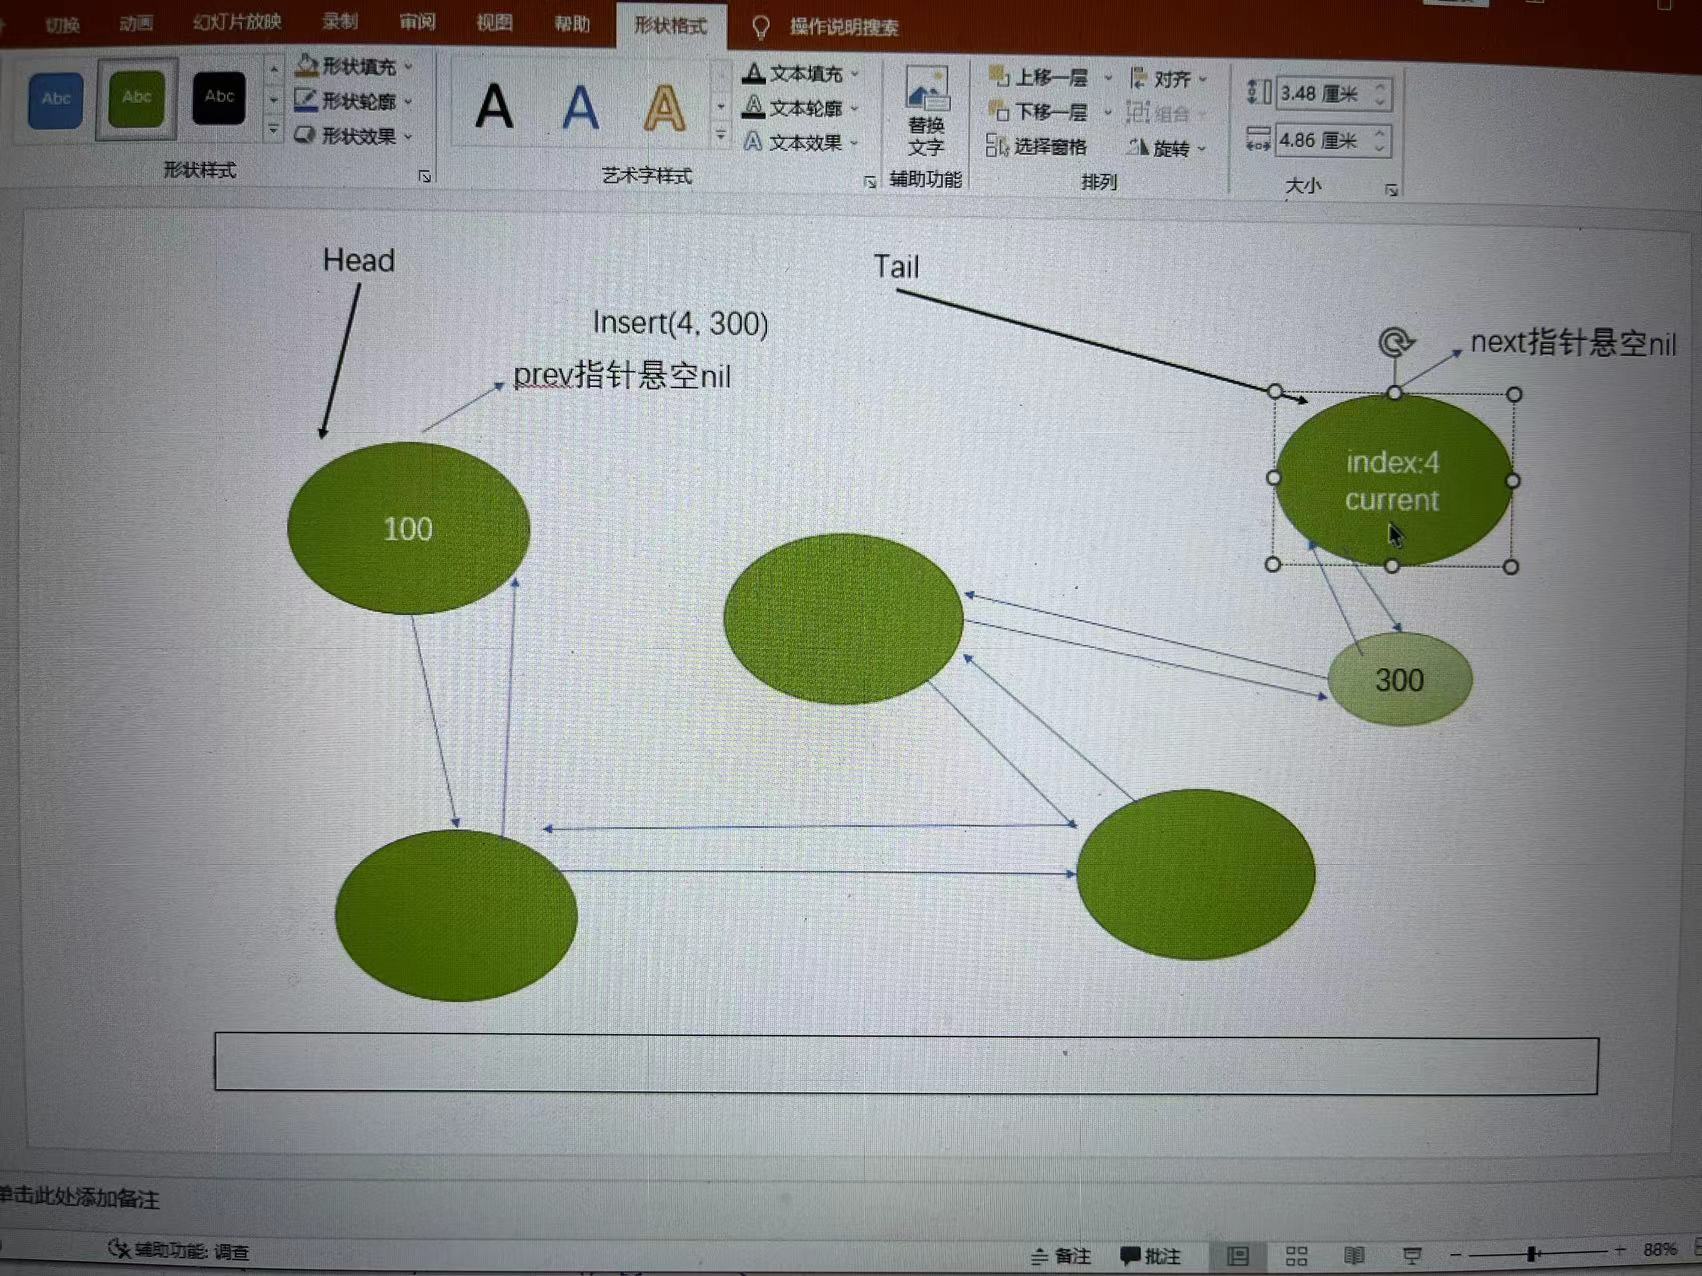 切换 动画 幻灯片放映 录制 审阅 视图 帮助 形状格式 操作说明搜索
Abc Abc Abc
形状填充
形状轮廓
形状效果
形状样式
A A A
文本填充
文本轮廓
文本效果
艺术字样式
替换
文字
辅助功能
上移一层 对齐
下移一层 组合
选择窗格 旋转
排列
3.48 厘米
4.86 厘米
大小
Head
Tail
Insert(4, 300)
prev指针悬空nil
next指针悬空nil
index:4
current
100
300
单击此处添加备注
辅助功能: 调查
备注 批注
88%